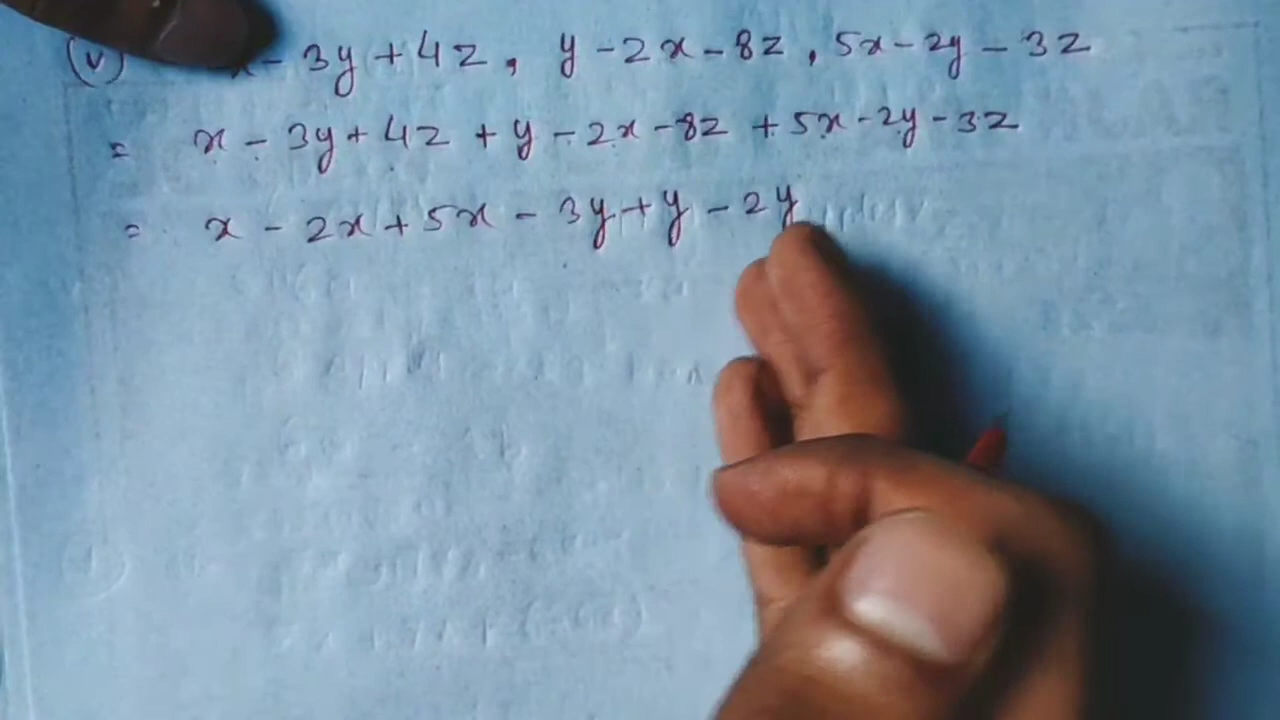 (v) x - 3y + 4z, y - 2x - 8z, 5x - 2y - 3z
= x - 3y + 4z + y - 2x - 8z + 5x - 2y - 3z
= x - 2x + 5x - 3y + y - 2y